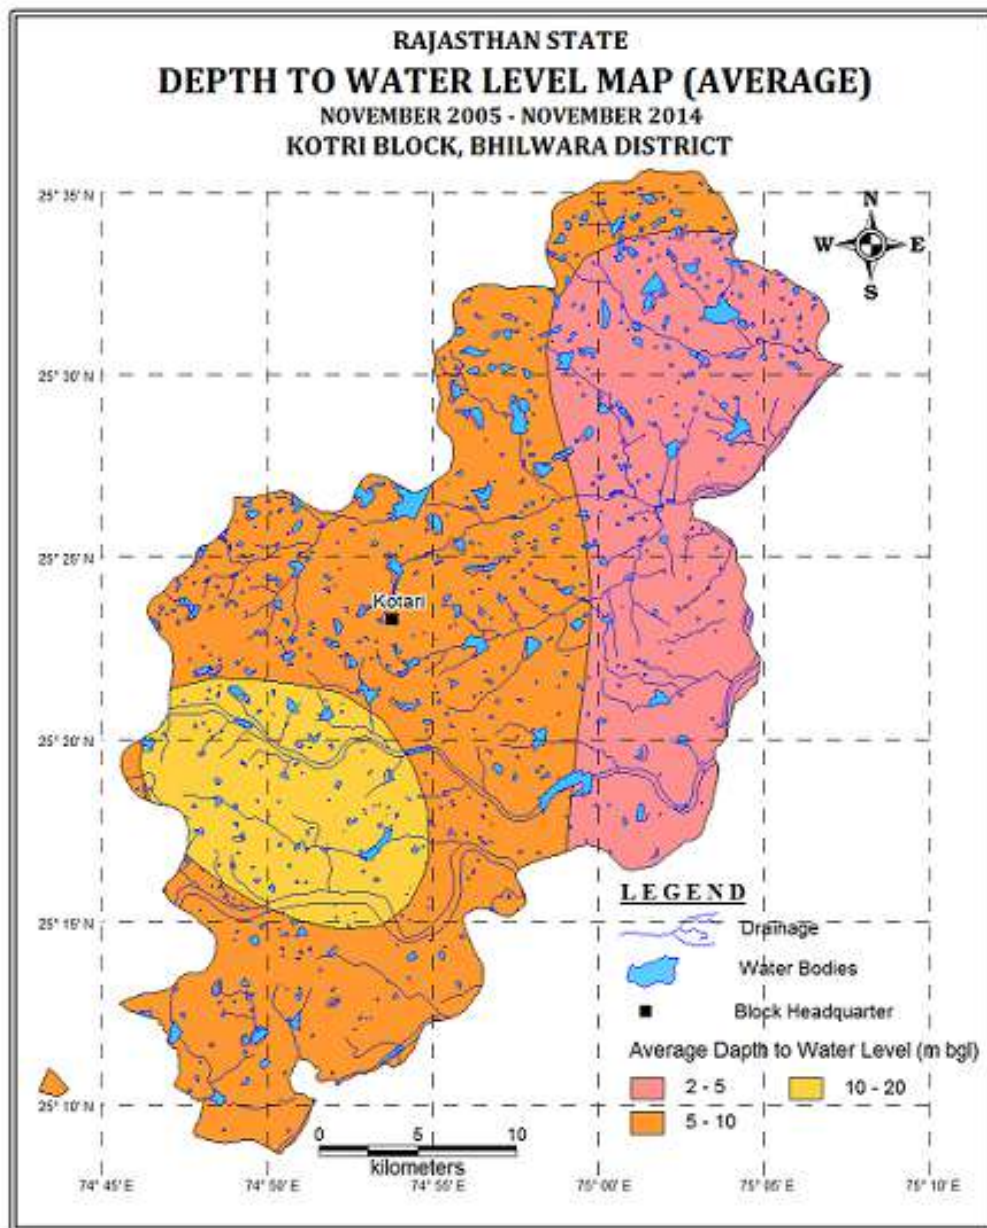 RAJASTHAN STATE
DEPTH TO WATER LEVEL MAP (AVERAGE)
NOVEMBER 2005 - NOVEMBER 2014
KOTRI BLOCK, BHILWARA DISTRICT
25° 35' N
N
W E
S
25° 30' N
25° 25' N
Kotari
25° 20' N
25° 15' N
LEGEND
Drainage
Water Bodies
Block Headquarter
Average Dapth to Water Level (m bgl)
2 - 5 10 - 20
5 - 10
25° 10' N
0 5 10
kilometers
74° 45' E 74° 50' E 74° 55' E 75° 00' E 75° 05' E 75° 10' E